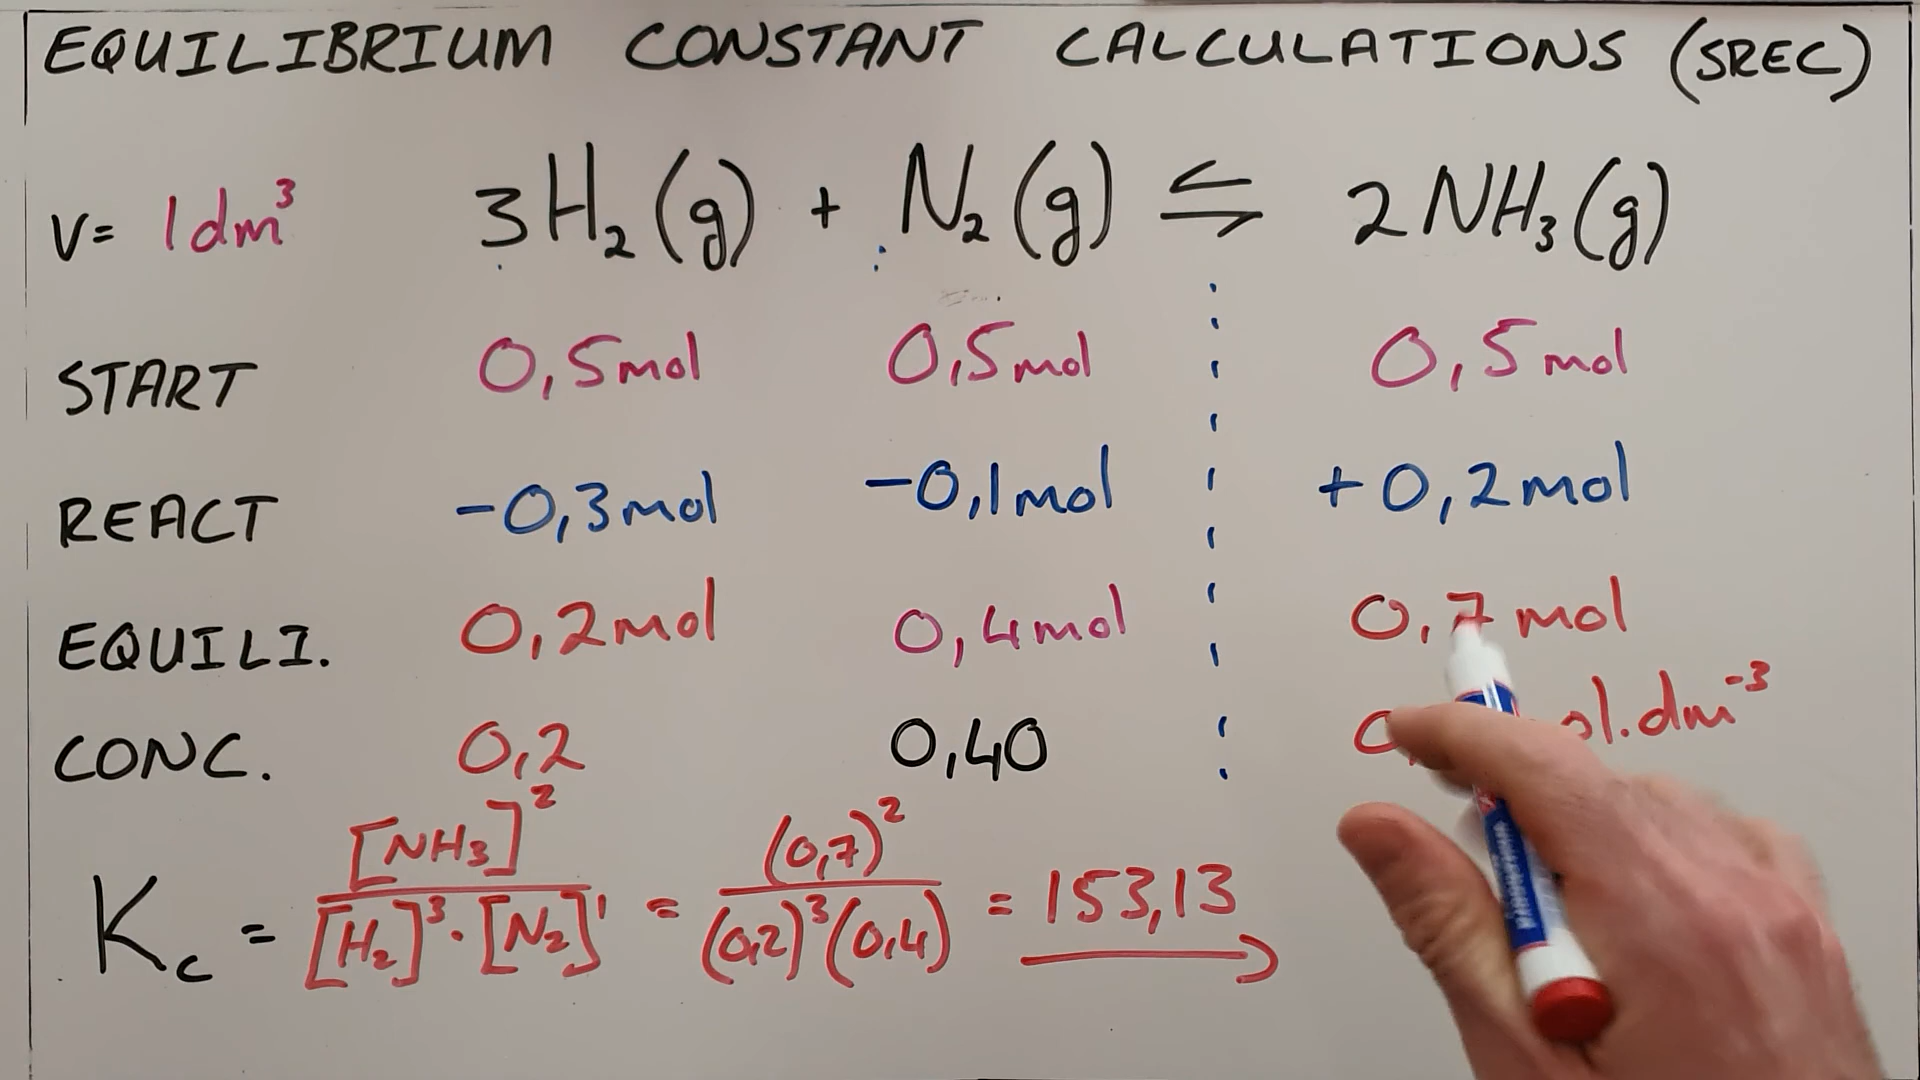 EQUILIBRIUM CONSTANT CALCULATIONS (SREC)
V= 1dm³ 3H₂(g) + N₂(g) ⇌ 2NH₃(g)
START 0,5mol 0,5mol 0,5mol
REACT -0,3mol -0,1mol +0,2mol
EQUILI. 0,2mol 0,4mol 0,7mol
CONC. 0,2 0,40 .dm⁻³
Kc = [NH₃]² / [H₂]³·[N₂]¹ = (0,7)² / (0,2)³(0,4) = 153,13